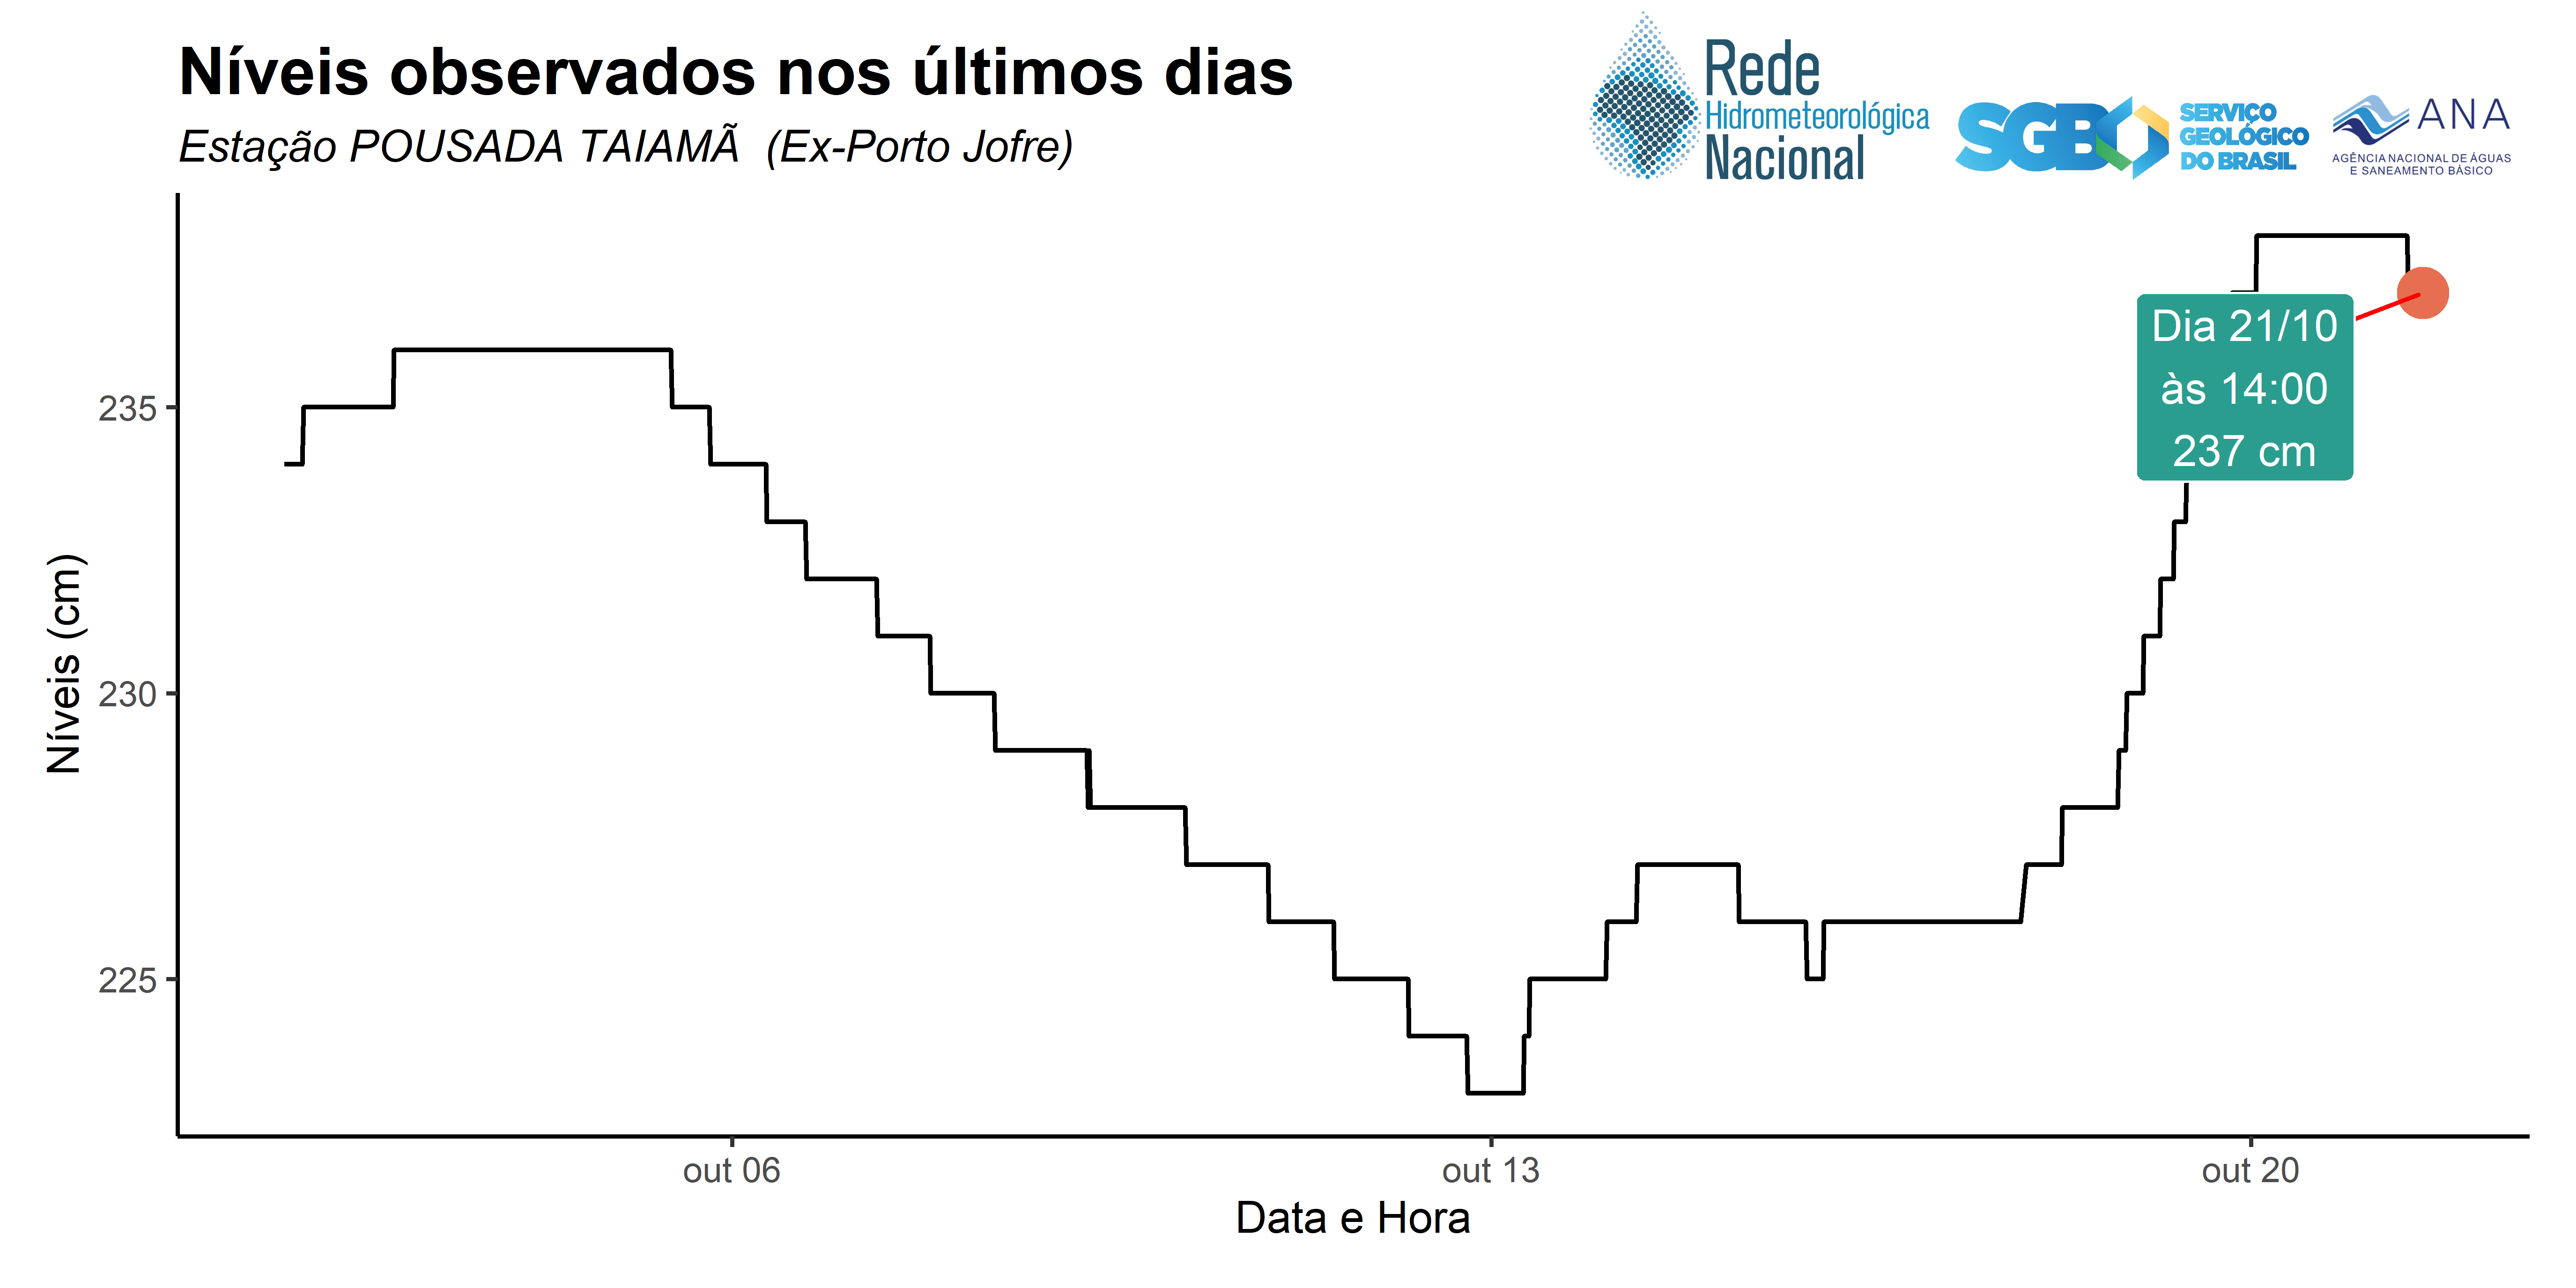 Níveis observados nos últimos dias
Estação POUSADA TAIAMÃ  (Ex-Porto Jofre)
Rede
Hidrometeorológica
Nacional
SGB
SERVIÇO
GEOLÓGICO
DO BRASIL
ANA
AGÊNCIA NACIONAL DE ÁGUAS
E SANEAMENTO BÁSICO
Níveis (cm)
235
230
225
Dia 21/10
às 14:00
237 cm
out 06
out 13
out 20
Data e Hora